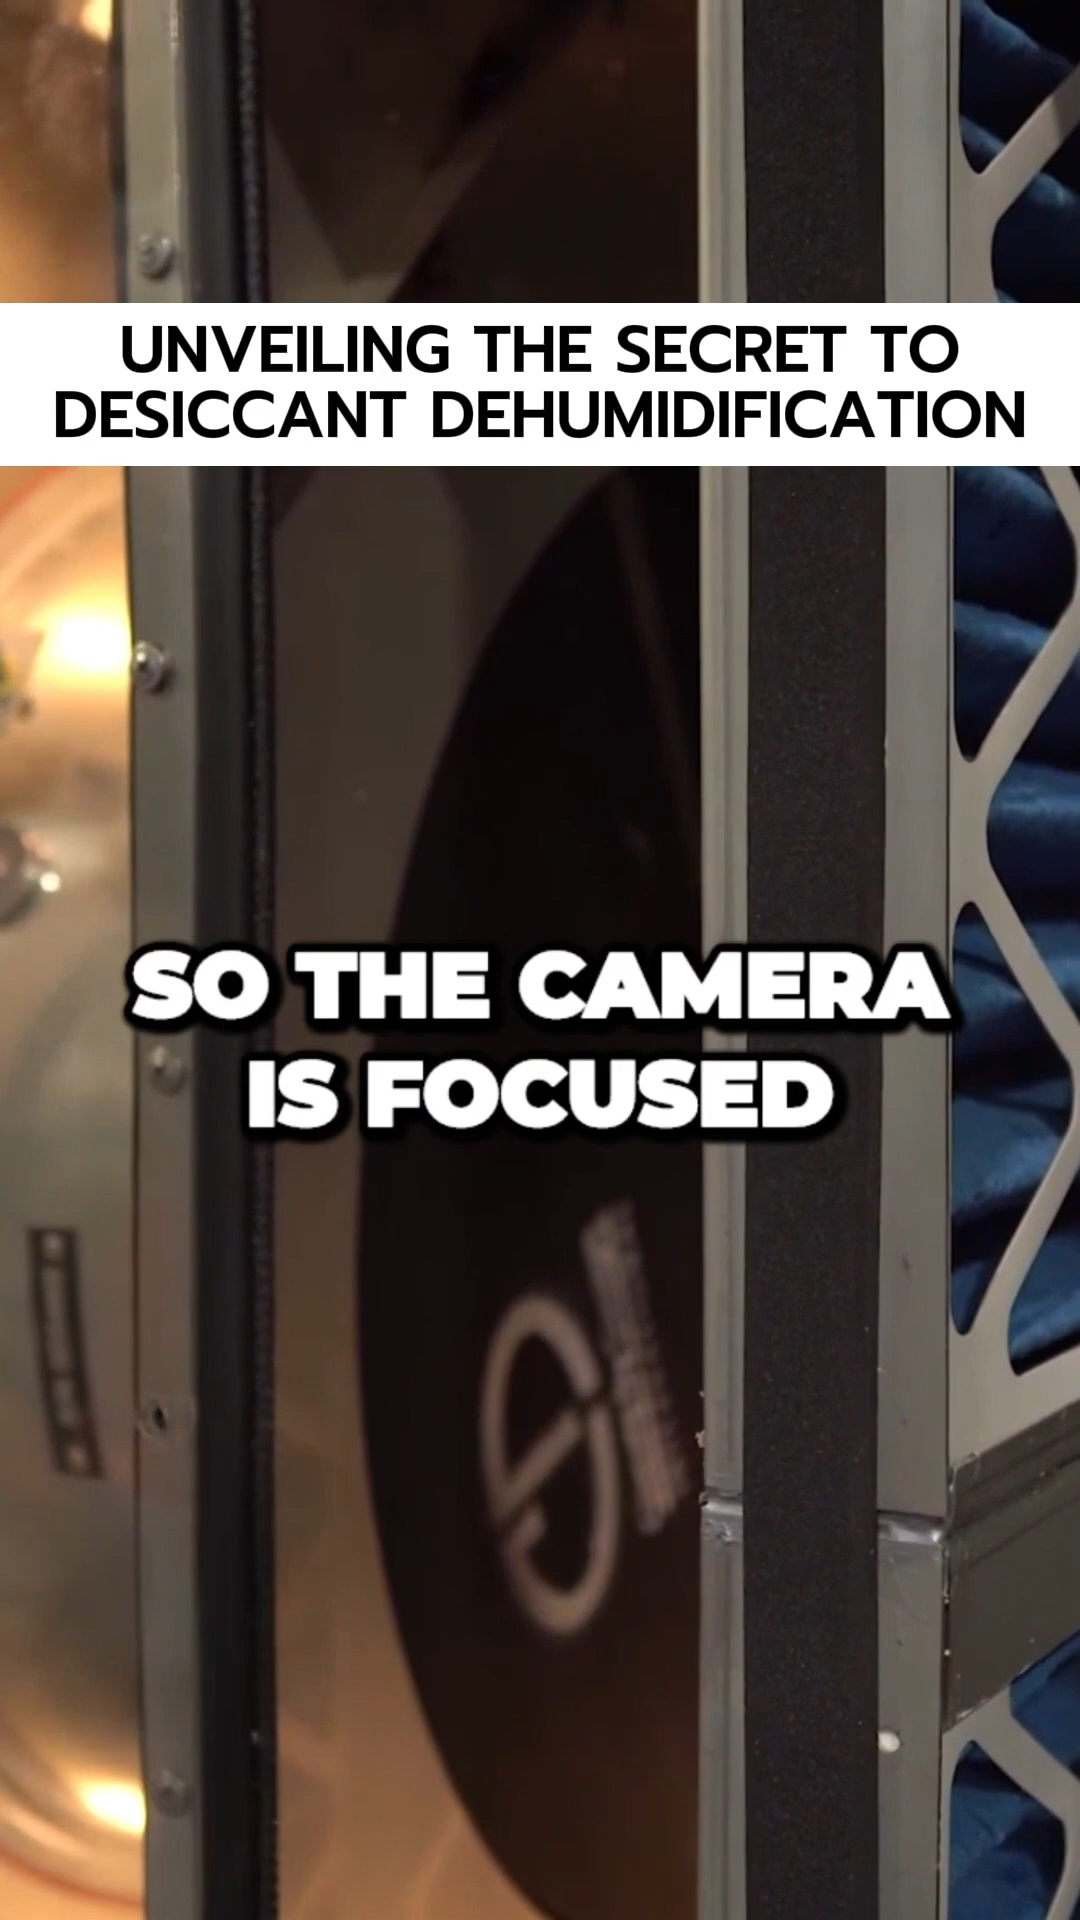 UNVEILING THE SECRET TO
DESICCANT DEHUMIDIFICATION
SO THE CAMERA
IS FOCUSED